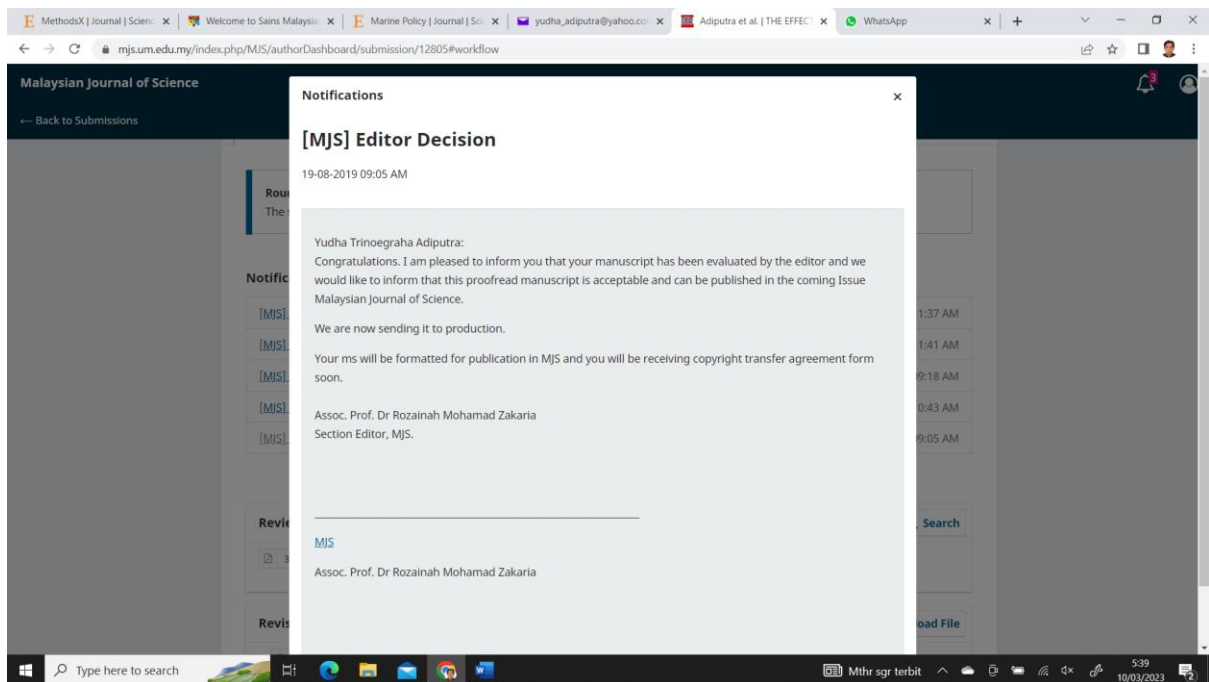 MethodsX | Journal | Scienc
Welcome to Sains Malaysia
Marine Policy | Journal | Sci
yudha_adiputra@yahoo.co
Adiputra et al. | THE EFFECT
WhatsApp
mjs.um.edu.my/index.php/MJS/authorDashboard/submission/12805#workflow
Malaysian Journal of Science
3
← Back to Submissions
Notifications
[MJS] Editor Decision
19-08-2019 09:05 AM
Rou
The
Yudha Trinoegraha Adiputra:
Congratulations. I am pleased to inform you that your manuscript has been evaluated by the editor and we
would like to inform that this proofread manuscript is acceptable and can be published in the coming Issue
Malaysian Journal of Science.
We are now sending it to production.
Your ms will be formatted for publication in MJS and you will be receiving copyright transfer agreement form
soon.
Assoc. Prof. Dr Rozainah Mohamad Zakaria
Section Editor, MJS.
MJS
Assoc. Prof. Dr Rozainah Mohamad Zakaria
Notific
[MJS]
1:37 AM
[MJS]
1:41 AM
[MJS]
9:18 AM
[MJS]
0:43 AM
[MJS]
9:05 AM
Revie
Search
3
Revis
oad File
Type here to search
Mthr sgr terbit
5:39
10/03/2023
2